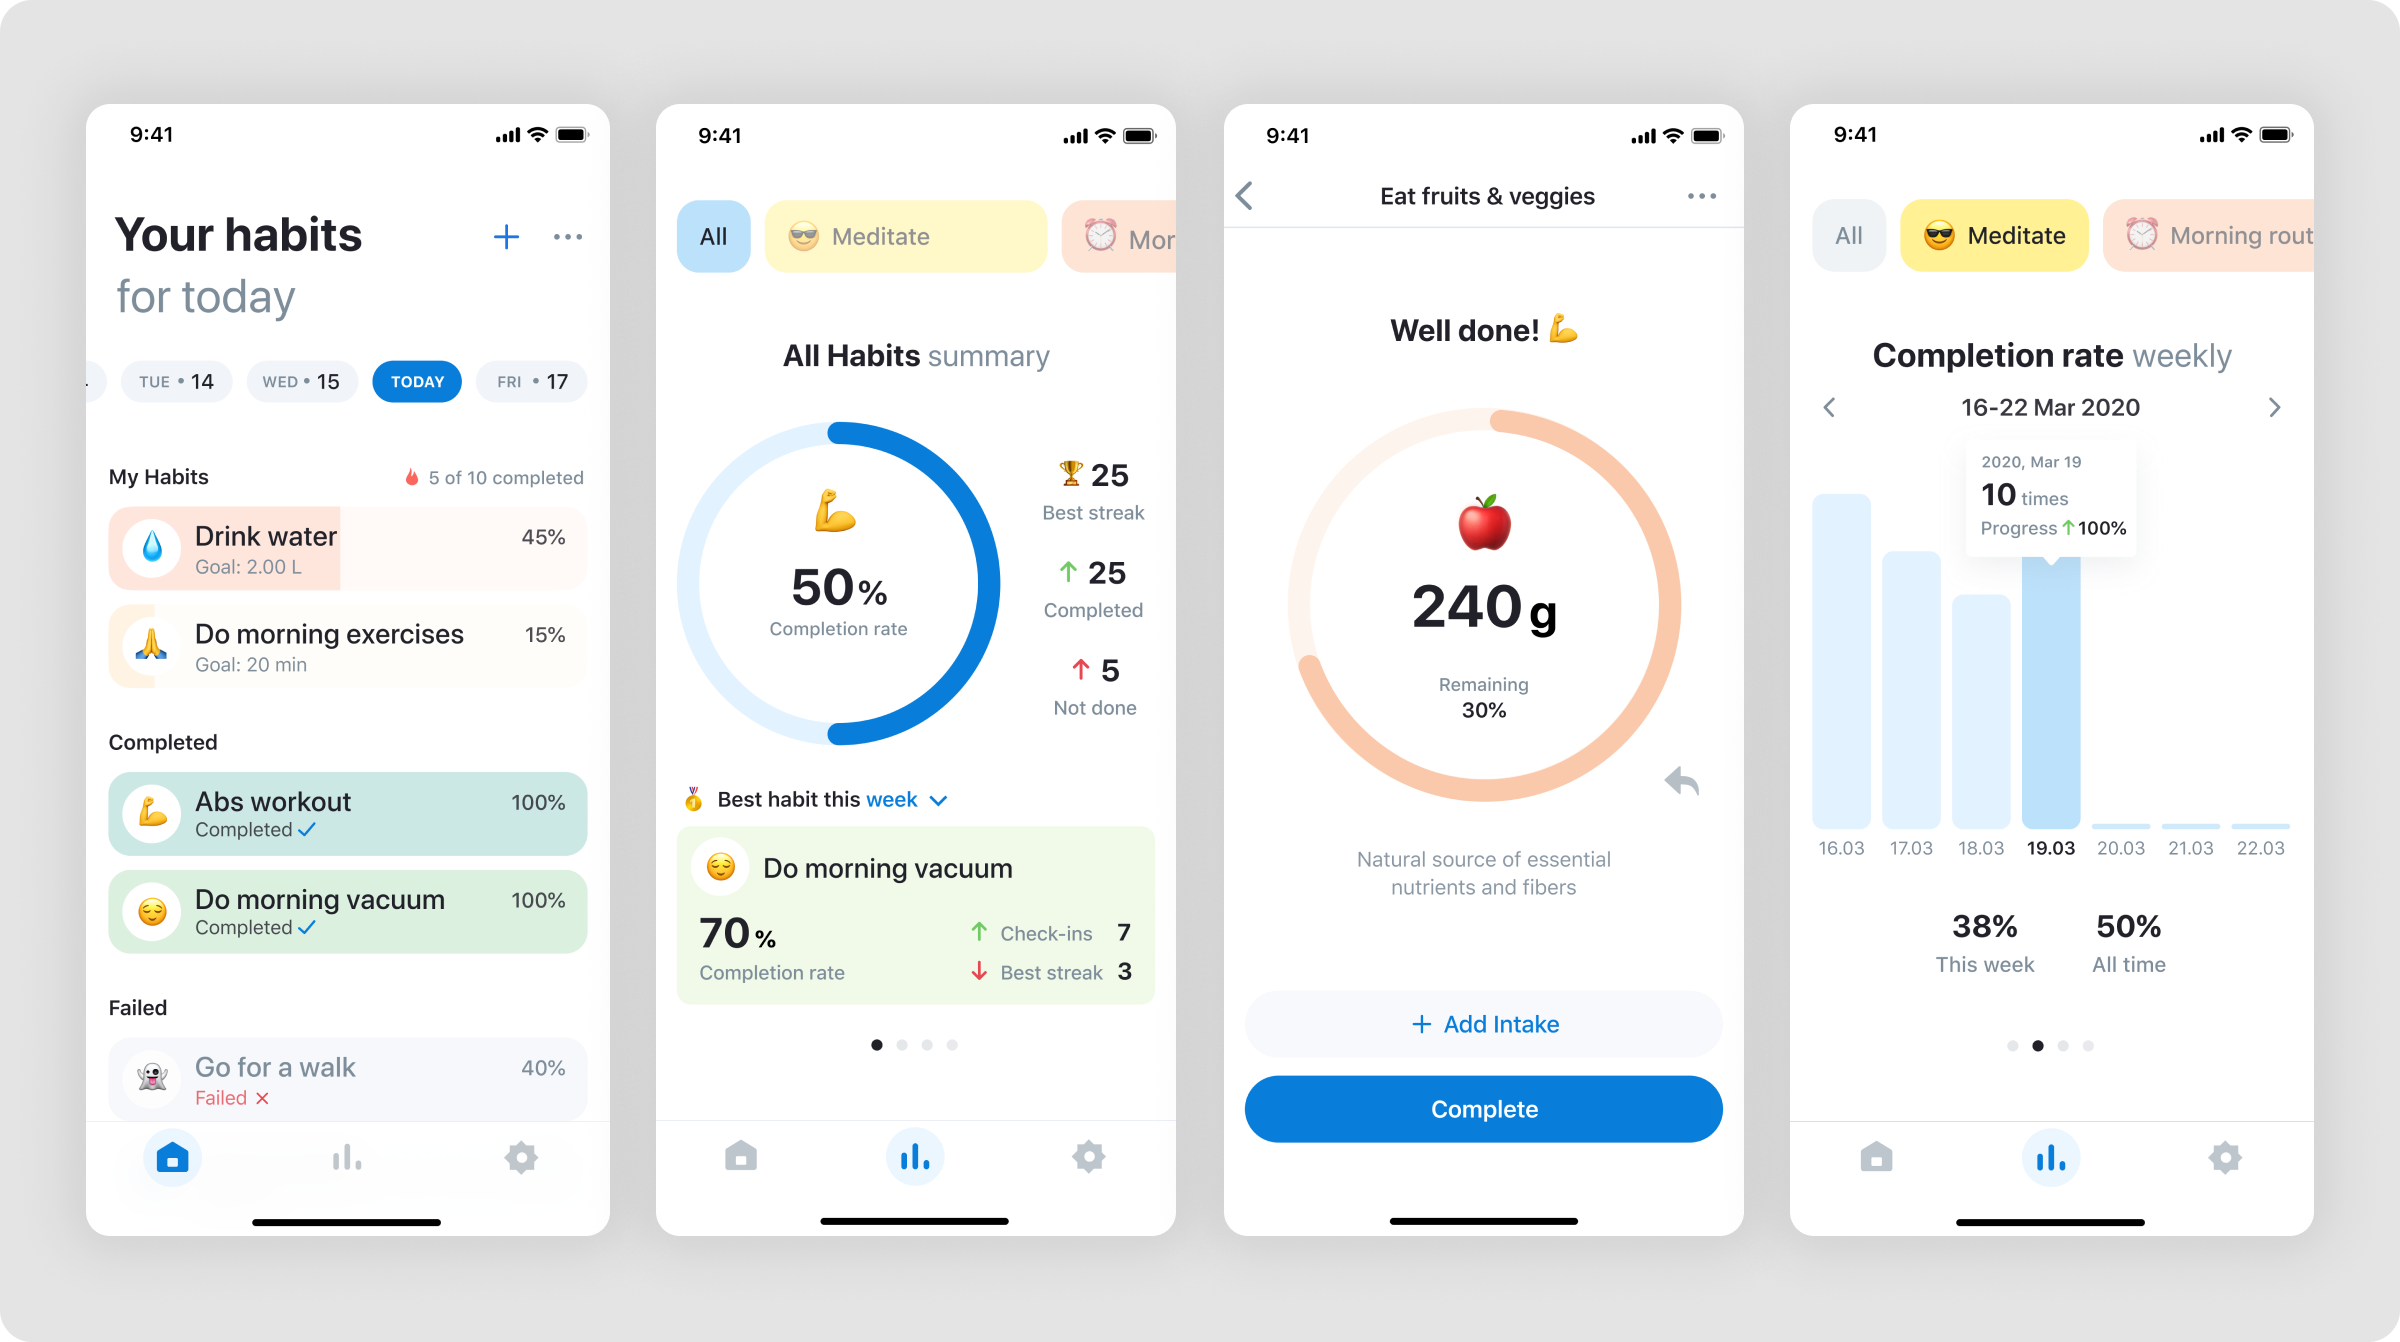 9:41
Your habits
for today
TUE • 14
WED • 15
TODAY
FRI • 17
My Habits
5 of 10 completed
Drink water
45%
Goal: 2.00 L
Do morning exercises
15%
Goal: 20 min
Completed
Abs workout
100%
Completed
Do morning vacuum
100%
Completed
Failed
Go for a walk
40%
Failed
9:41
All
Meditate
Mor
All Habits summary
50%
Completion rate
25
Best streak
25
Completed
5
Not done
Best habit this week
Do morning vacuum
70%
Completion rate
Check-ins 7
Best streak 3
9:41
Eat fruits & veggies
Well done!
240 g
Remaining
30%
Natural source of essential
nutrients and fibers
+ Add Intake
Complete
9:41
All
Meditate
Morning rout
Completion rate weekly
16-22 Mar 2020
2020, Mar 19
10 times
Progress ↑ 100%
16.03
17.03
18.03
19.03
20.03
21.03
22.03
38%
This week
50%
All time